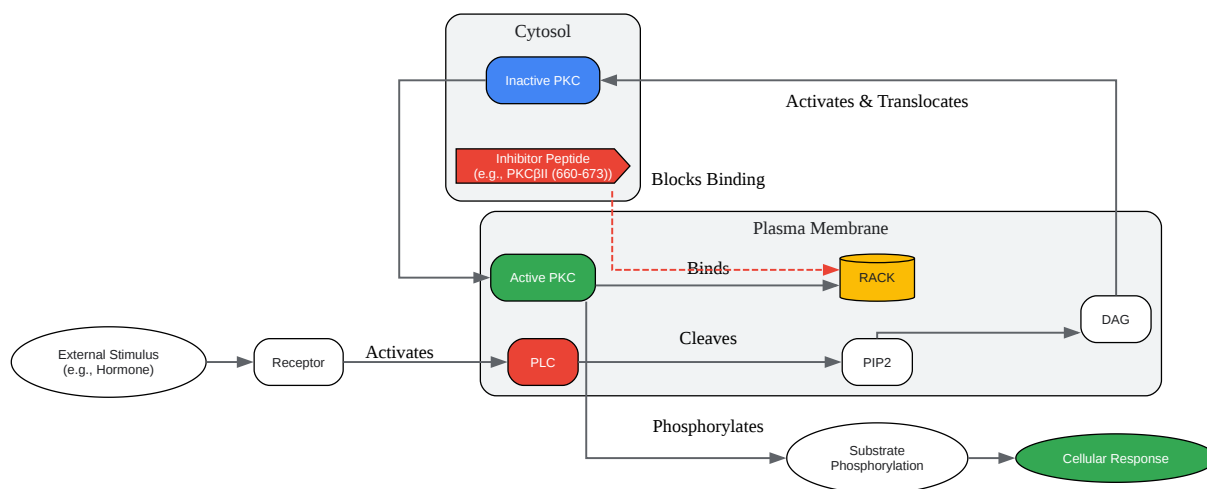 Cytosol
Inactive PKC
Activates & Translocates
Inhibitor Peptide
(e.g., PKCβII (660-673))
Blocks Binding
Plasma Membrane
Active PKC
Binds
RACK
DAG
External Stimulus
(e.g., Hormone)
Receptor
Activates
PLC
Cleaves
PIP2
Phosphorylates
Substrate
Phosphorylation
Cellular Response